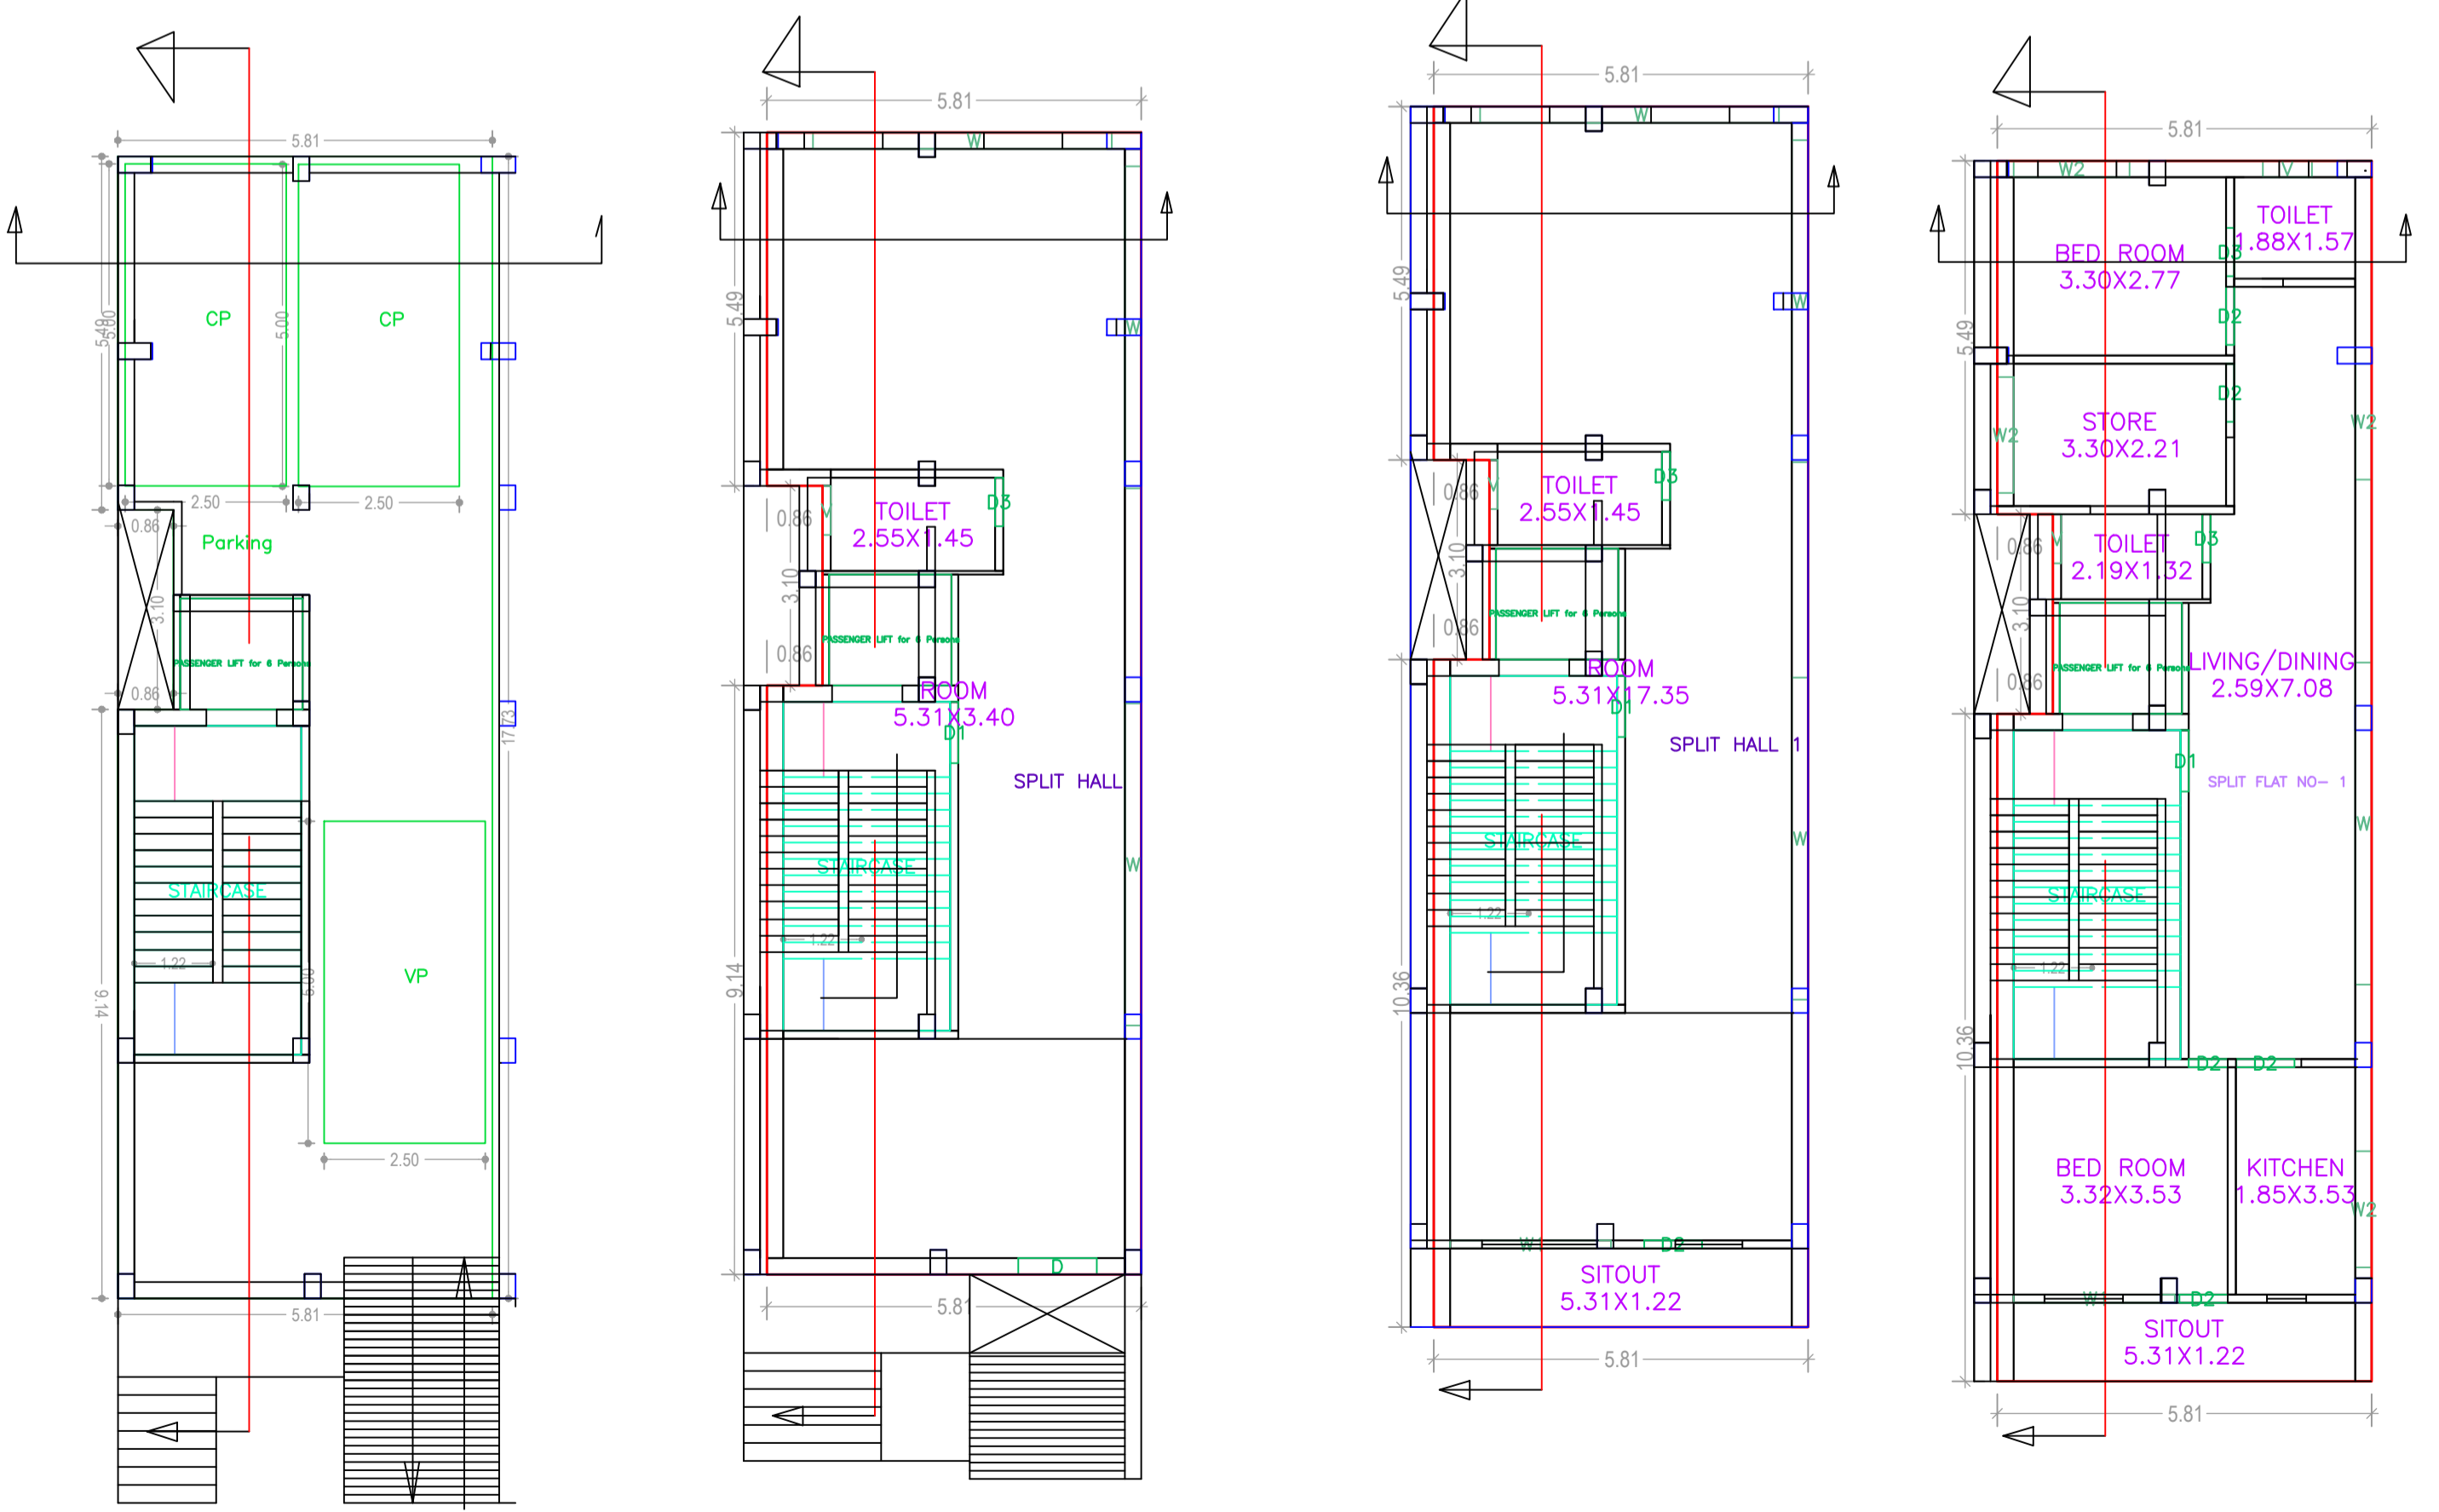 5.81
5.49
5.00
5.00
CP
CP
2.50
2.50
0.86
Parking
3.10
PASSENGER LIFT for 6 Persons
0.86
17.73
STAIRCASE
1.22
5.00
VP
9.14
2.50
5.81
5.81
W
5.49
W
TOILET
2.55X1.45
D3
V
0.86
3.10
PASSENGER LIFT for 6 Persons
0.86
ROOM
5.31X3.40
D1
SPLIT HALL
STAIRCASE
W
1.22
9.14
D
5.81
5.81
W
5.49
W
TOILET
2.55X1.45
D3
V
0.86
3.10
PASSENGER LIFT for 6 Persons
0.86
ROOM
5.31X17.35
D1
SPLIT HALL 1
STAIRCASE
W
1.22
10.36
W1
D2
SITOUT
5.31X1.22
5.81
5.81
W2
V
TOILET
1.88X1.57
BED ROOM
3.30X2.77
D3
D2
5.49
D2
STORE
3.30X2.21
W2
W2
TOILET
2.19X1.32
D3
V
0.86
3.10
PASSENGER LIFT for 6 Persons
0.86
LIVING/DINING
2.59X7.08
D1
SPLIT FLAT NO- 1
W
STAIRCASE
1.22
10.36
D2
D2
BED ROOM
3.32X3.53
KITCHEN
1.85X3.53
W2
W1
D2
SITOUT
5.31X1.22
5.81